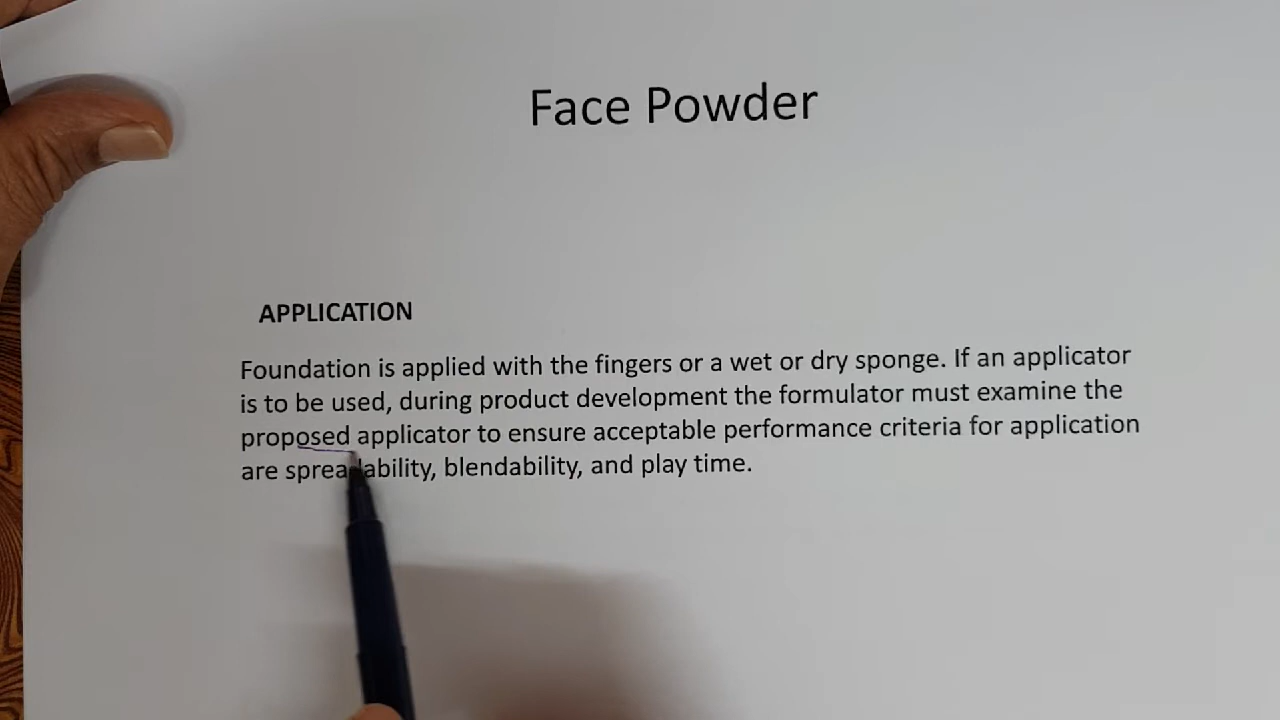 Face Powder
APPLICATION
Foundation is applied with the fingers or a wet or dry sponge. If an applicator
is to be used, during product development the formulator must examine the
proposed applicator to ensure acceptable performance criteria for application
are spreadability, blendability, and play time.